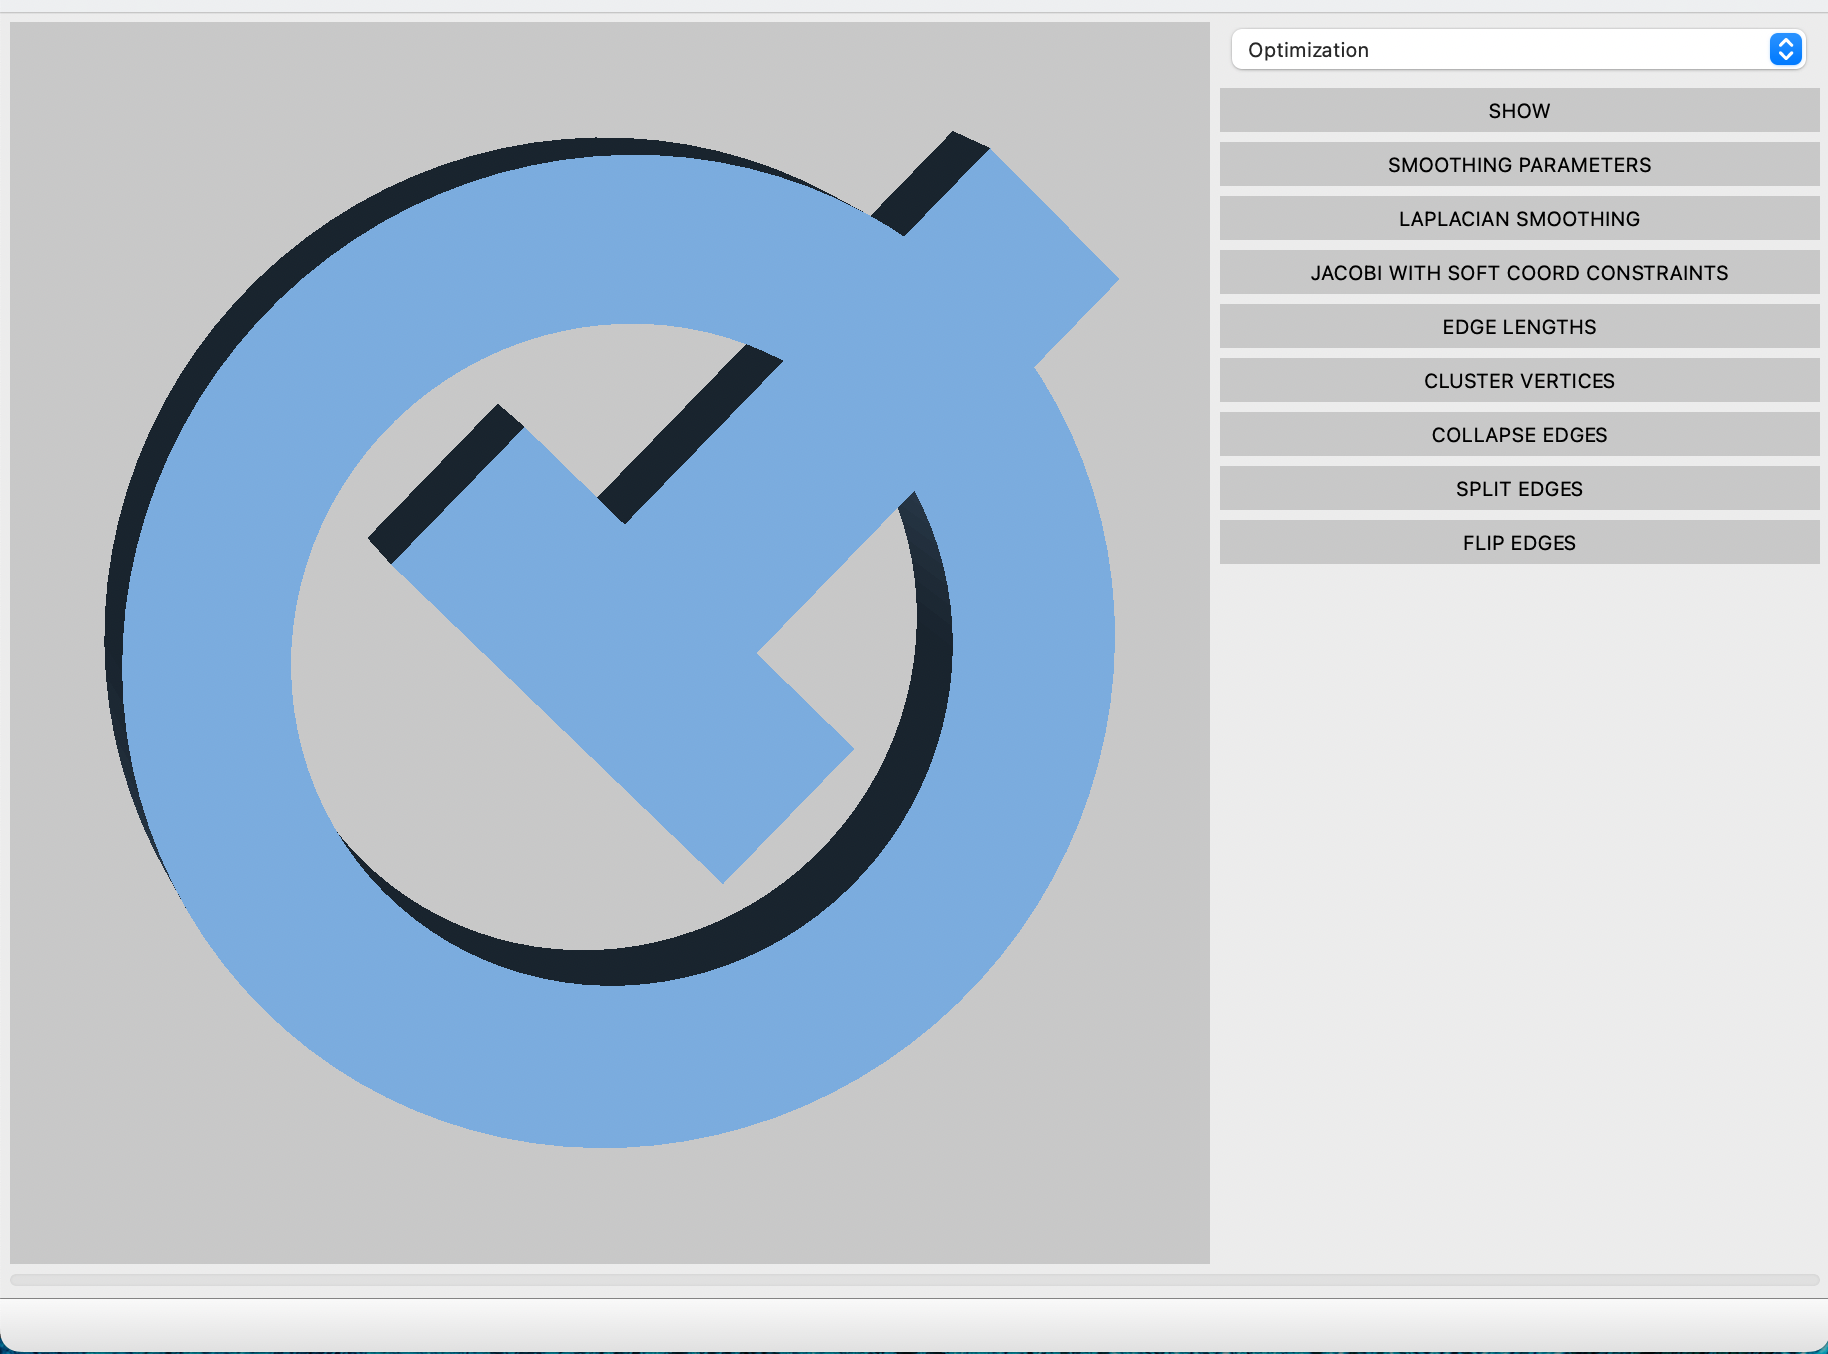 Optimization
SHOW
SMOOTHING PARAMETERS
LAPLACIAN SMOOTHING
JACOBI WITH SOFT COORD CONSTRAINTS
EDGE LENGTHS
CLUSTER VERTICES
COLLAPSE EDGES
SPLIT EDGES
FLIP EDGES